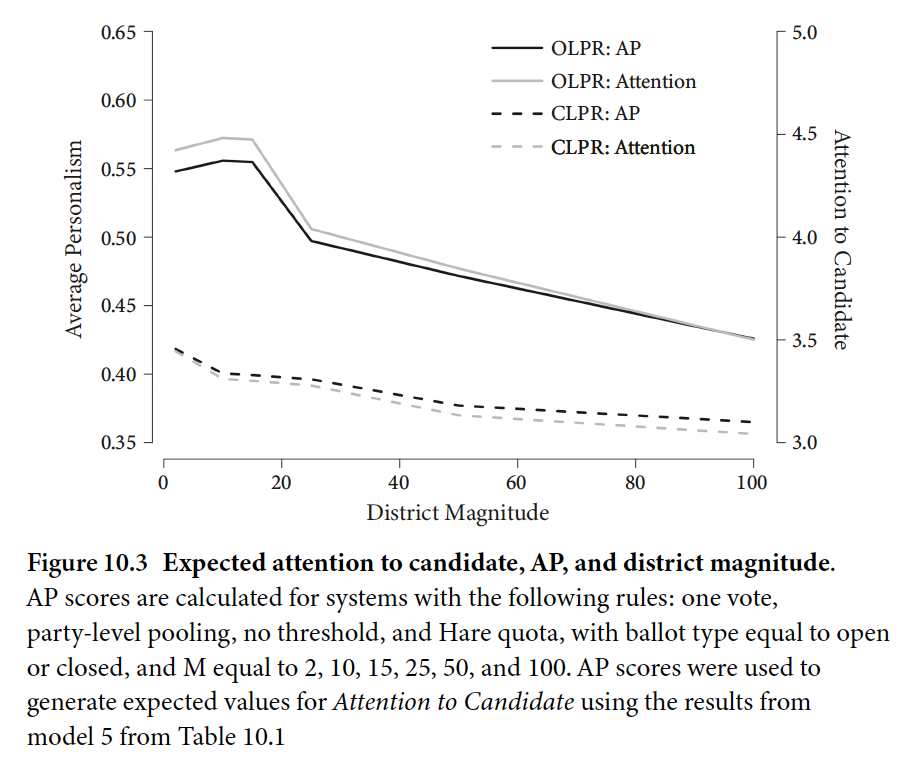 0.65
0.60
0.55
0.50
0.45
0.40
0.35
Average Personalism
OLPR: AP
OLPR: Attention
CLPR: AP
CLPR: Attention
5.0
4.5
4.0
3.5
3.0
Attention to Candidate
0 20 40 60 80 100
District Magnitude
Figure 10.3 Expected attention to candidate, AP, and district magnitude.
AP scores are calculated for systems with the following rules: one vote,
party-level pooling, no threshold, and Hare quota, with ballot type equal to open
or closed, and M equal to 2, 10, 15, 25, 50, and 100. AP scores were used to
generate expected values for Attention to Candidate using the results from
model 5 from Table 10.1